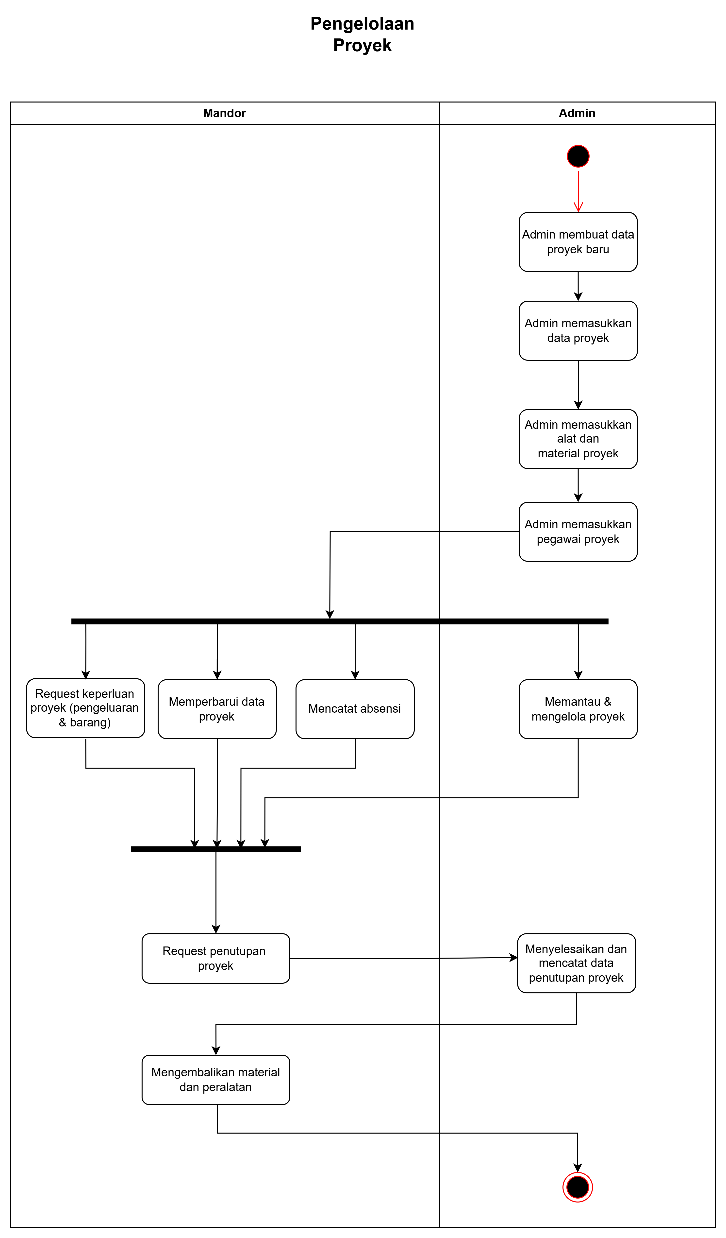 Pengelolaan
Proyek
Mandor
Admin
Admin membuat data
proyek baru
Admin memasukkan
data proyek
Admin memasukkan
alat dan
material proyek
Admin memasukkan
pegawai proyek
Request keperluan
proyek (pengeluaran
& barang)
Memperbarui data
proyek
Mencatat absensi
Memantau &
mengelola proyek
Request penutupan
proyek
Menyelesaikan dan
mencatat data
penutupan proyek
Mengembalikan material
dan peralatan